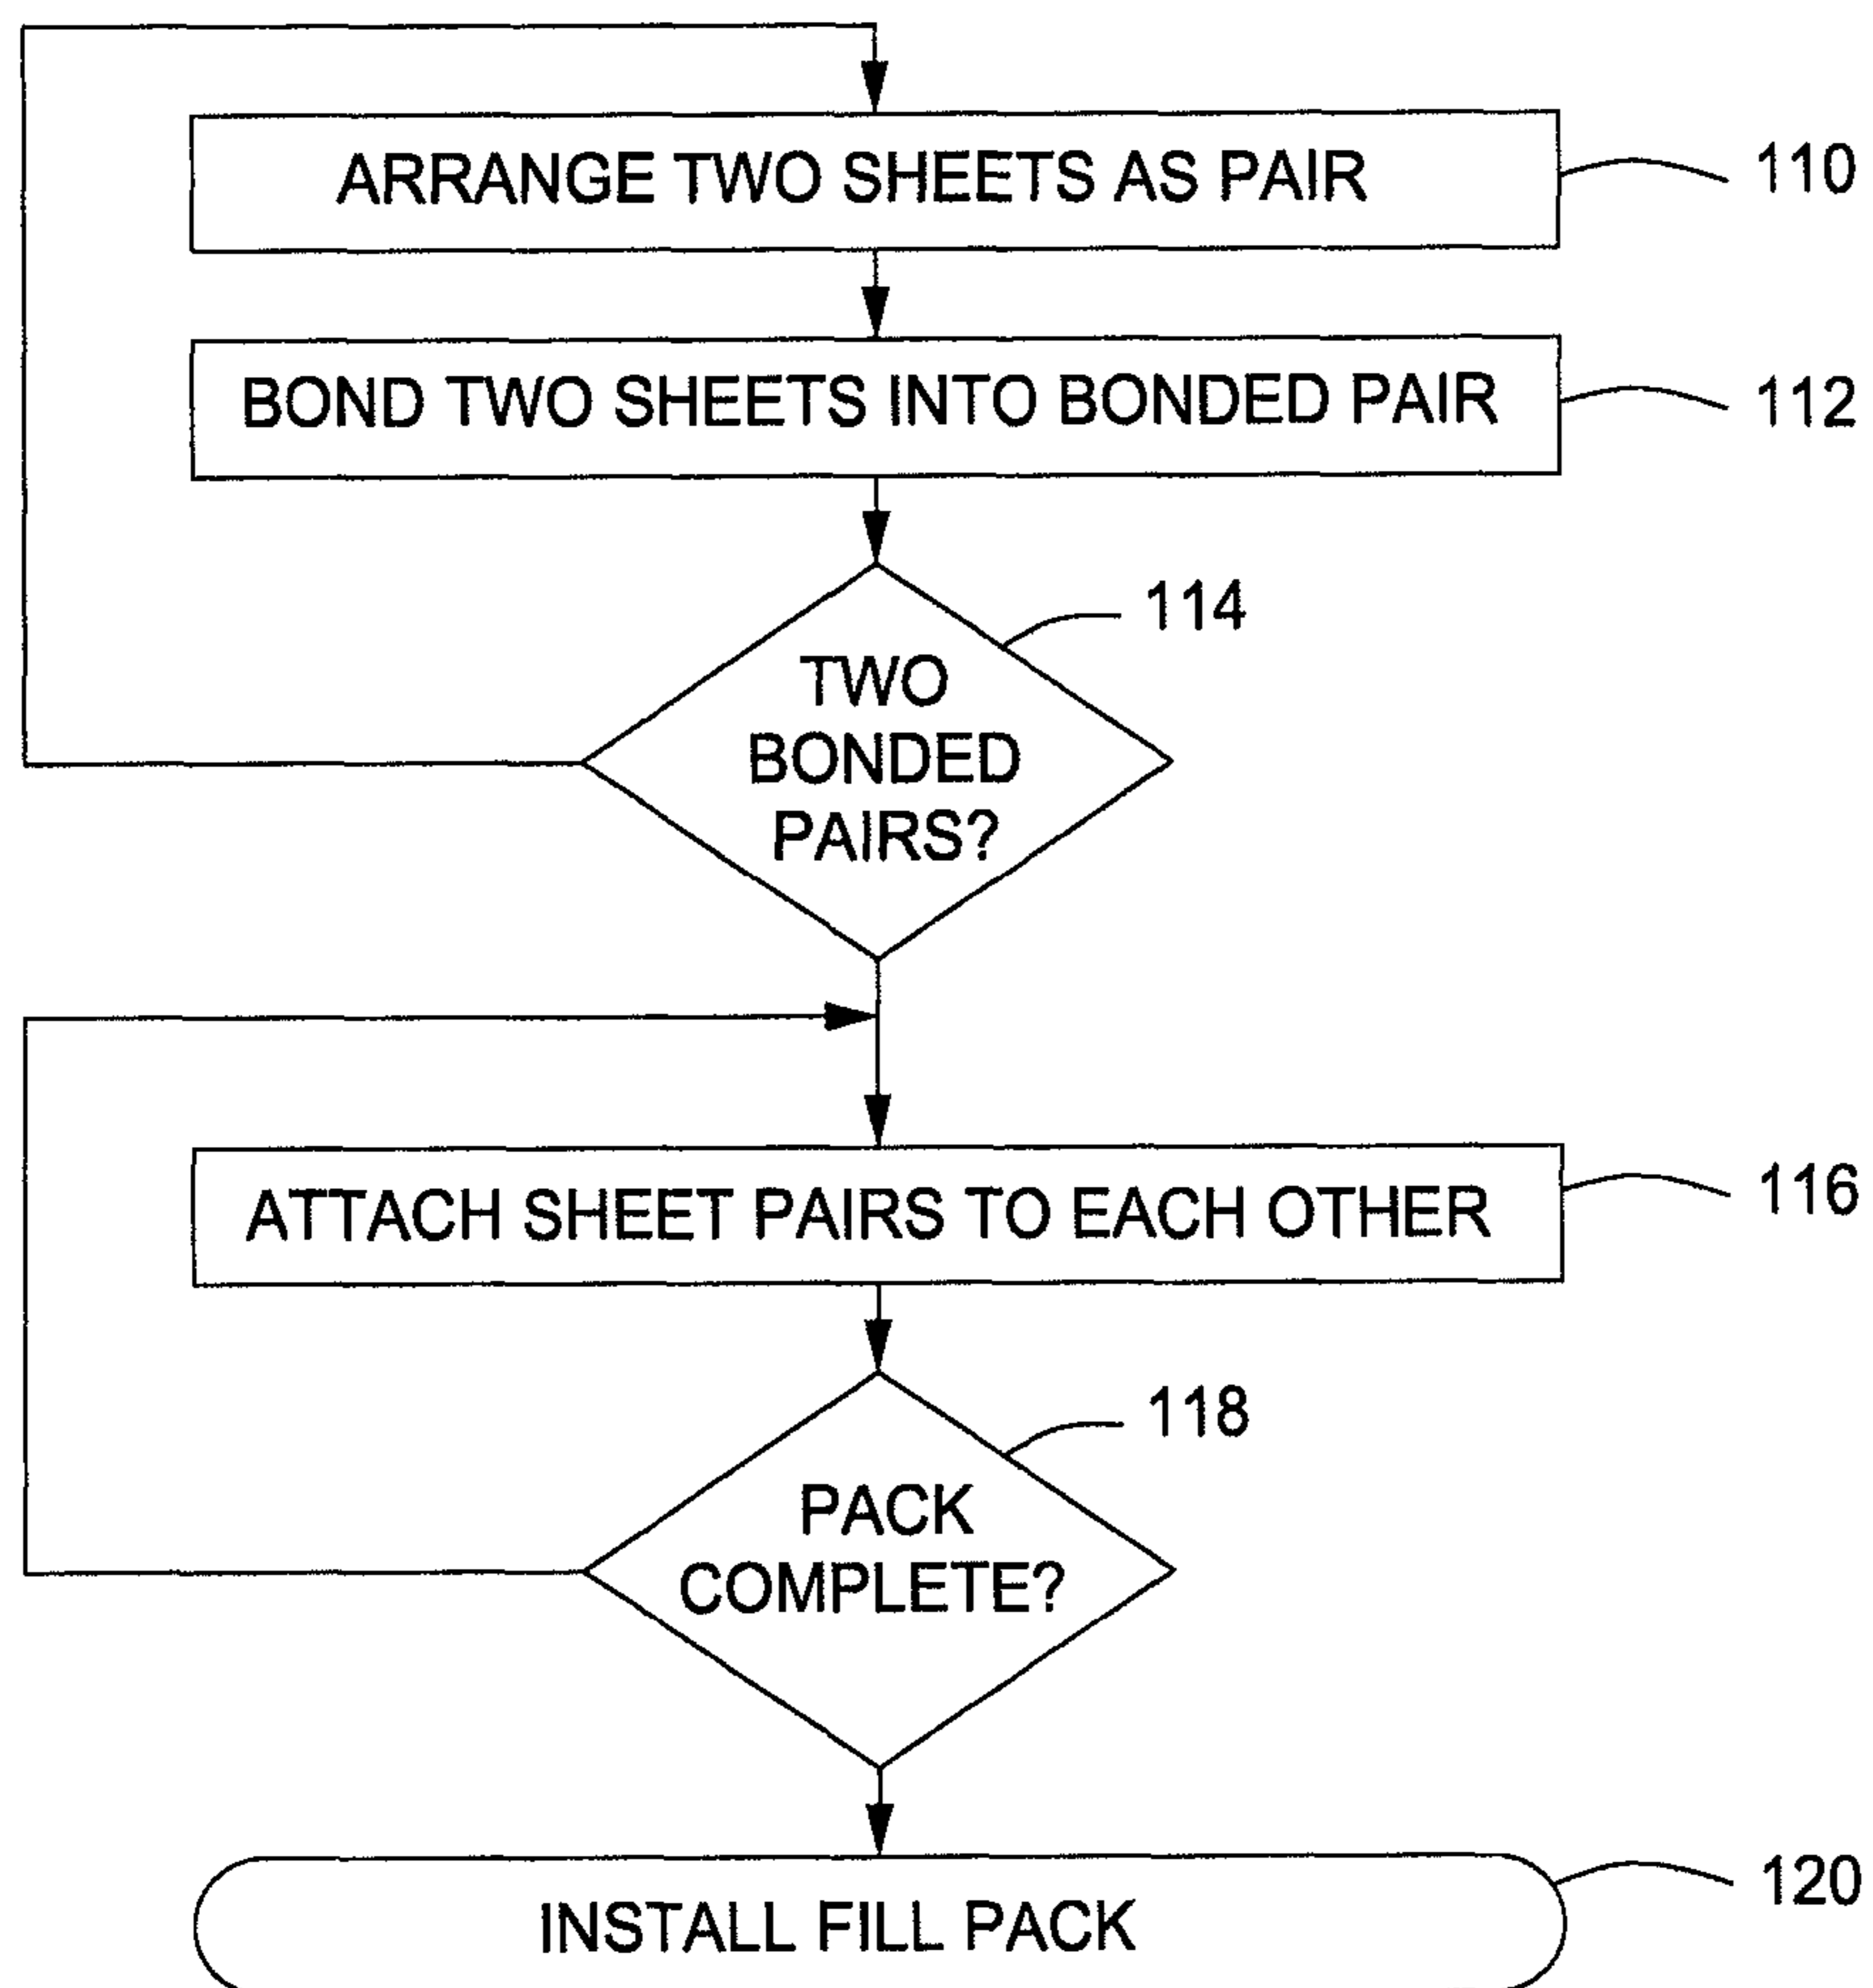 ARRANGE TWO SHEETS AS PAIR
110
BOND TWO SHEETS INTO BONDED PAIR
112
114
TWO
BONDED
PAIRS?
ATTACH SHEET PAIRS TO EACH OTHER
116
118
PACK
COMPLETE?
INSTALL FILL PACK
120